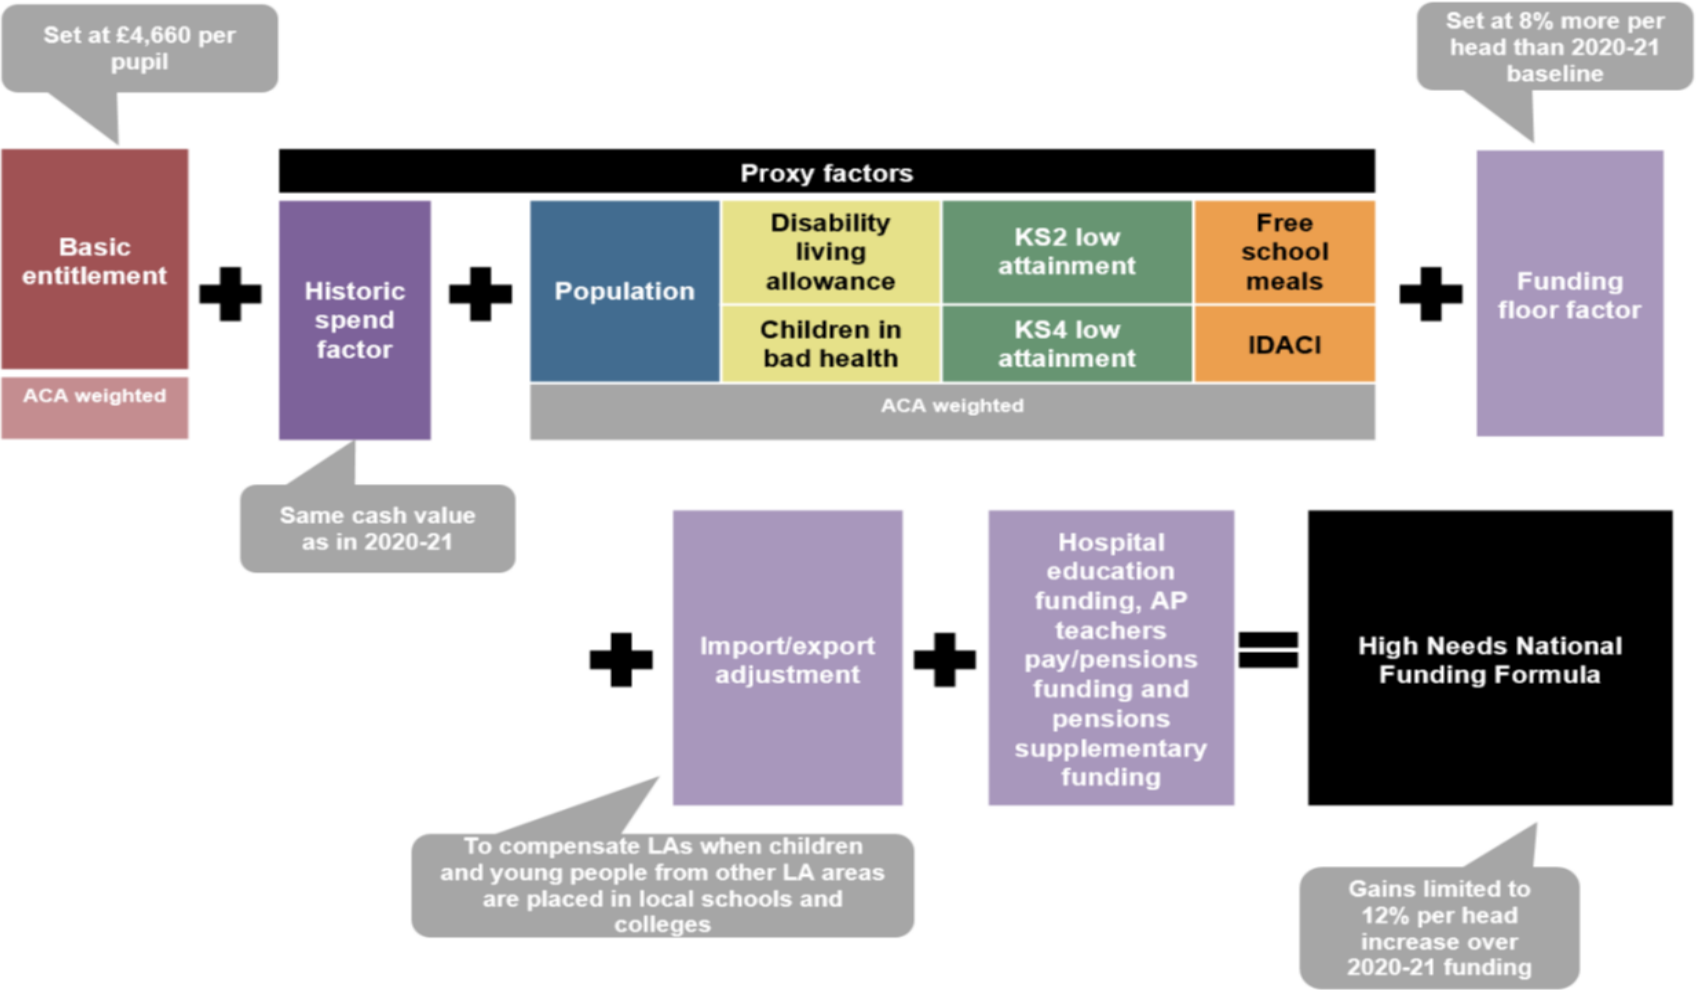 Set at £4,660 per
pupil
Set at 8% more per
head than 2020-21
baseline
Basic
entitlement
ACA weighted
Proxy factors
Historic
spend
factor
Population
Disability
living
allowance
KS2 low
attainment
Free
school
meals
Children in
bad health
KS4 low
attainment
IDACI
ACA weighted
Funding
floor factor
Same cash value
as in 2020-21
Import/export
adjustment
Hospital
education
funding, AP
teachers
pay/pensions
funding and
pensions
supplementary
funding
High Needs National
Funding Formula
To compensate LAs when children
and young people from other LA areas
are placed in local schools and
colleges
Gains limited to
12% per head
increase over
2020-21 funding